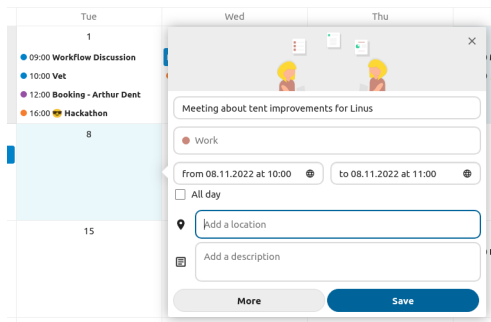 Tue
Wed
Thu
1
09:00 Workflow Discussion
10:00 Vet
12:00 Booking - Arthur Dent
16:00 😎 Hackathon
8
15
Meeting about tent improvements for Linus
Work
from 08.11.2022 at 10:00
to 08.11.2022 at 11:00
All day
Add a location
Add a description
More
Save